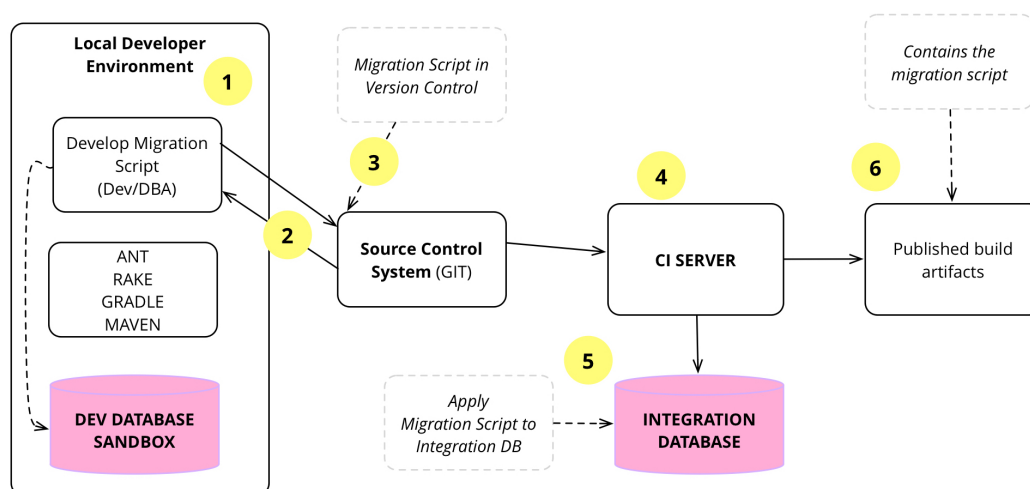 Local Developer
Environment
1
Develop Migration
Script
(Dev/DBA)
ANT
RAKE
GRADLE
MAVEN
DEV DATABASE
SANDBOX
2
Migration Script in
Version Control
3
Source Control
System (GIT)
4
CI SERVER
5
Apply
Migration Script to
Integration DB
INTEGRATION
DATABASE
6
Contains the
migration script
Published build
artifacts